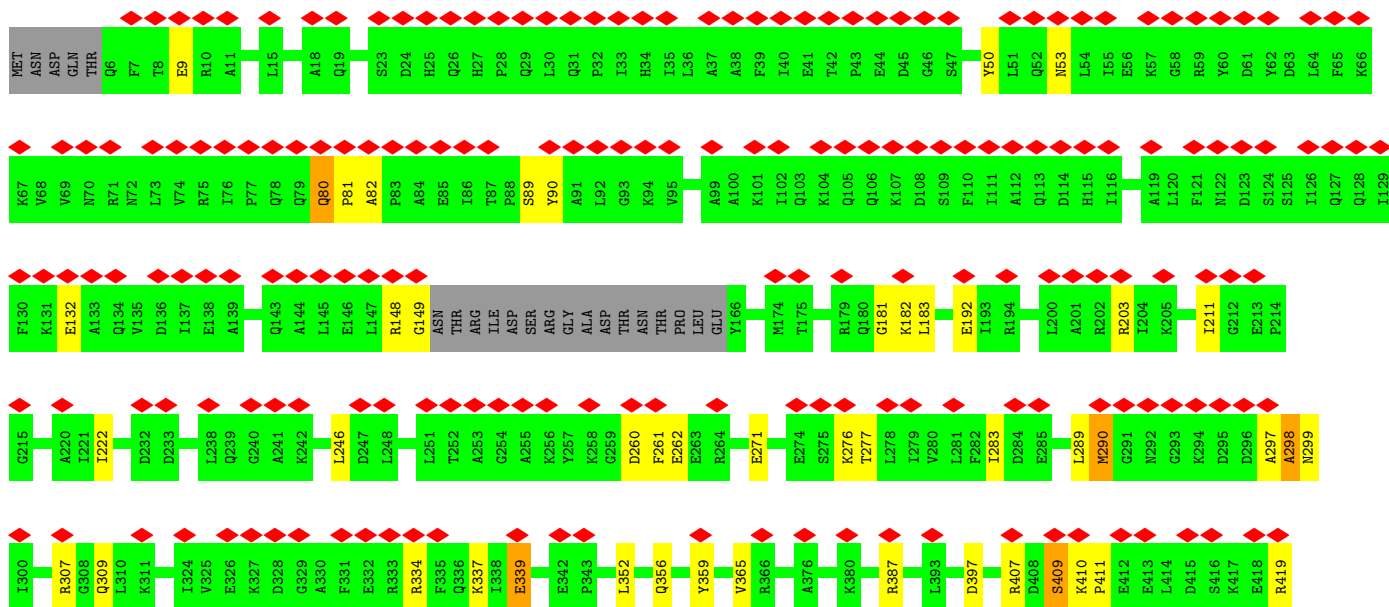 MET ASN ASP GLN THR Q6 F7 T8 E9 R10 A11 L15 A18 Q19 S23 D24 H25 Q26 H27 P28 Q29 L30 Q31 P32 I33 H34 I35 L36 A37 A38 F39 I40 E41 T42 P43 E44 D45 G46 S47 Y50 L51 Q52 N53 L54 I55 E56 K57 G58 R59 Y60 D61 Y62 D63 L64 F65 K66
K67 V68 V69 N70 R71 N72 L73 V74 R75 I76 P77 Q78 Q79 Q80 P81 A82 P83 A84 E85 I86 T87 P88 S89 Y90 A91 L92 G93 K94 V95 A99 A100 K101 I102 Q103 K104 Q105 Q106 K107 D108 S109 F110 I111 A112 Q113 D114 H115 I116 A119 L120 F121 N122 D123 S124 S125 I126 Q127 Q128 I129
F130 K131 E132 A133 Q134 V135 D136 I137 E138 A139 Q143 A144 L145 E146 L147 R148 G149 ASN THR ARG ILE ASP SER ARG GLY ALA ASP THR ASN THR PRO LEU GLU Y166 M174 T175 R179 Q180 G181 K182 L183 E192 I193 R194 L200 A201 R202 R203 I204 K205 I211 G212 E213 P214
G215 A220 I221 I222 D232 D233 L238 Q239 G240 A241 K242 L246 D247 L248 L251 T252 A253 G254 A255 K256 Y257 K258 G259 D260 F261 E262 E263 R264 E271 E274 S275 K276 T277 L278 I279 V280 L281 F282 I283 D284 E285 L289 M290 G291 N292 G293 K294 D295 D296 A297 A298 N299
I300 R307 G308 Q309 L310 K311 I324 V325 E326 K327 D328 G329 A330 F331 E332 R333 R334 F335 Q336 K337 I338 E339 E342 P343 L352 Q356 Y359 V365 R366 A376 K380 R387 L393 D397 R407 D408 S409 K410 P411 E412 E413 L414 D415 S416 K417 E418 R419